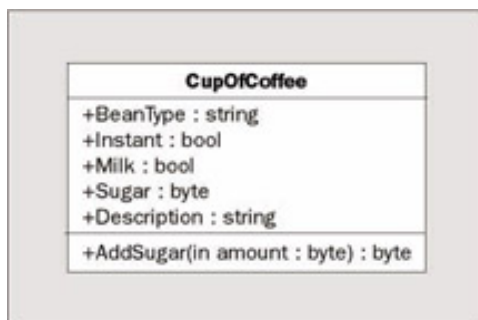 CupOfCoffee
+BeanType : string
+Instant : bool
+Milk : bool
+Sugar : byte
+Description : string
+AddSugar(in amount : byte) : byte